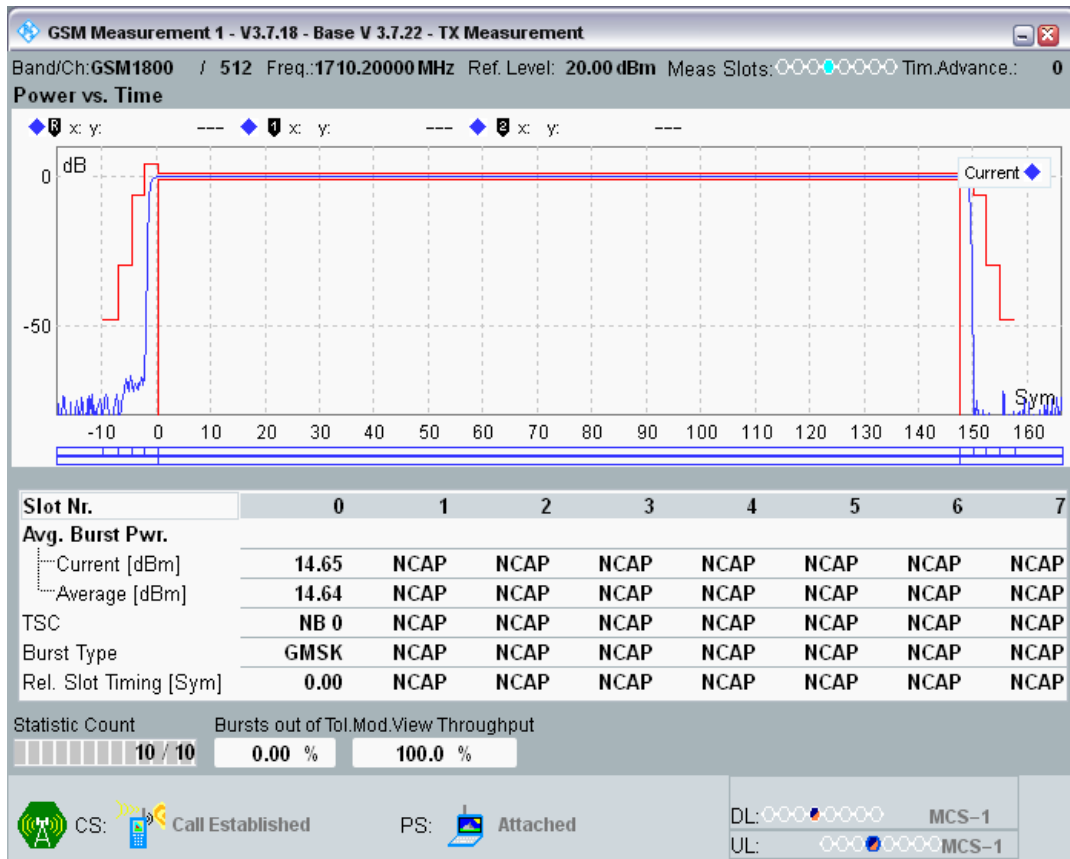 GSM Measurement 1 - V3.7.18 - Base V 3.7.22 - TX Measurement
Band/Ch:GSM1800 / 512 Freq.:1710.20000 MHz Ref. Level: 20.00 dBm Meas Slots: Tim.Advance.: 0
Power vs. Time
R x: y: --- 1 x: y: --- 2 x: y: ---
dB
Current
0
-50
Sym
-10 0 10 20 30 40 50 60 70 80 90 100 110 120 130 140 150 160
Slot Nr. 0 1 2 3 4 5 6 7
Avg. Burst Pwr.
Current [dBm] 14.65 NCAP NCAP NCAP NCAP NCAP NCAP NCAP
Average [dBm] 14.64 NCAP NCAP NCAP NCAP NCAP NCAP NCAP
TSC NB 0 NCAP NCAP NCAP NCAP NCAP NCAP NCAP
Burst Type GMSK NCAP NCAP NCAP NCAP NCAP NCAP NCAP
Rel. Slot Timing [Sym] 0.00 NCAP NCAP NCAP NCAP NCAP NCAP NCAP
Statistic Count Bursts out of Tol.Mod.View Throughput
10 / 10 0.00 % 100.0 %
CS: Call Established PS: Attached DL: MCS-1
UL: MCS-1